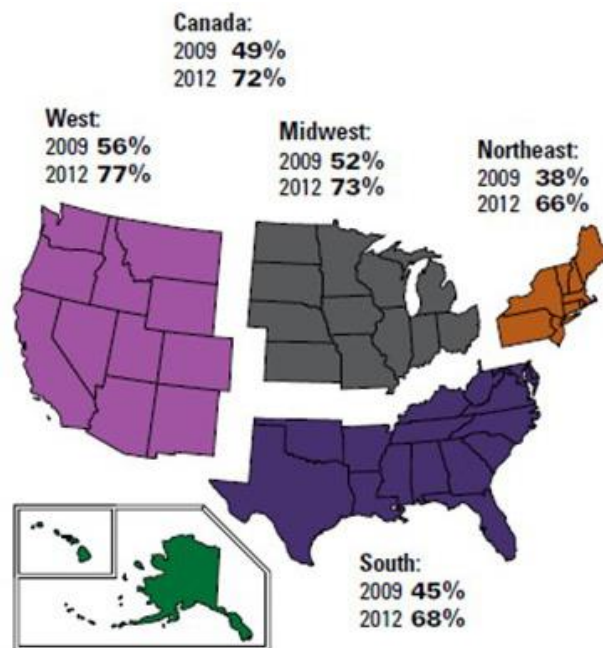 Canada:
2009 49%
2012 72%
West:
2009 56%
2012 77%
Midwest:
2009 52%
2012 73%
Northeast:
2009 38%
2012 66%
South:
2009 45%
2012 68%